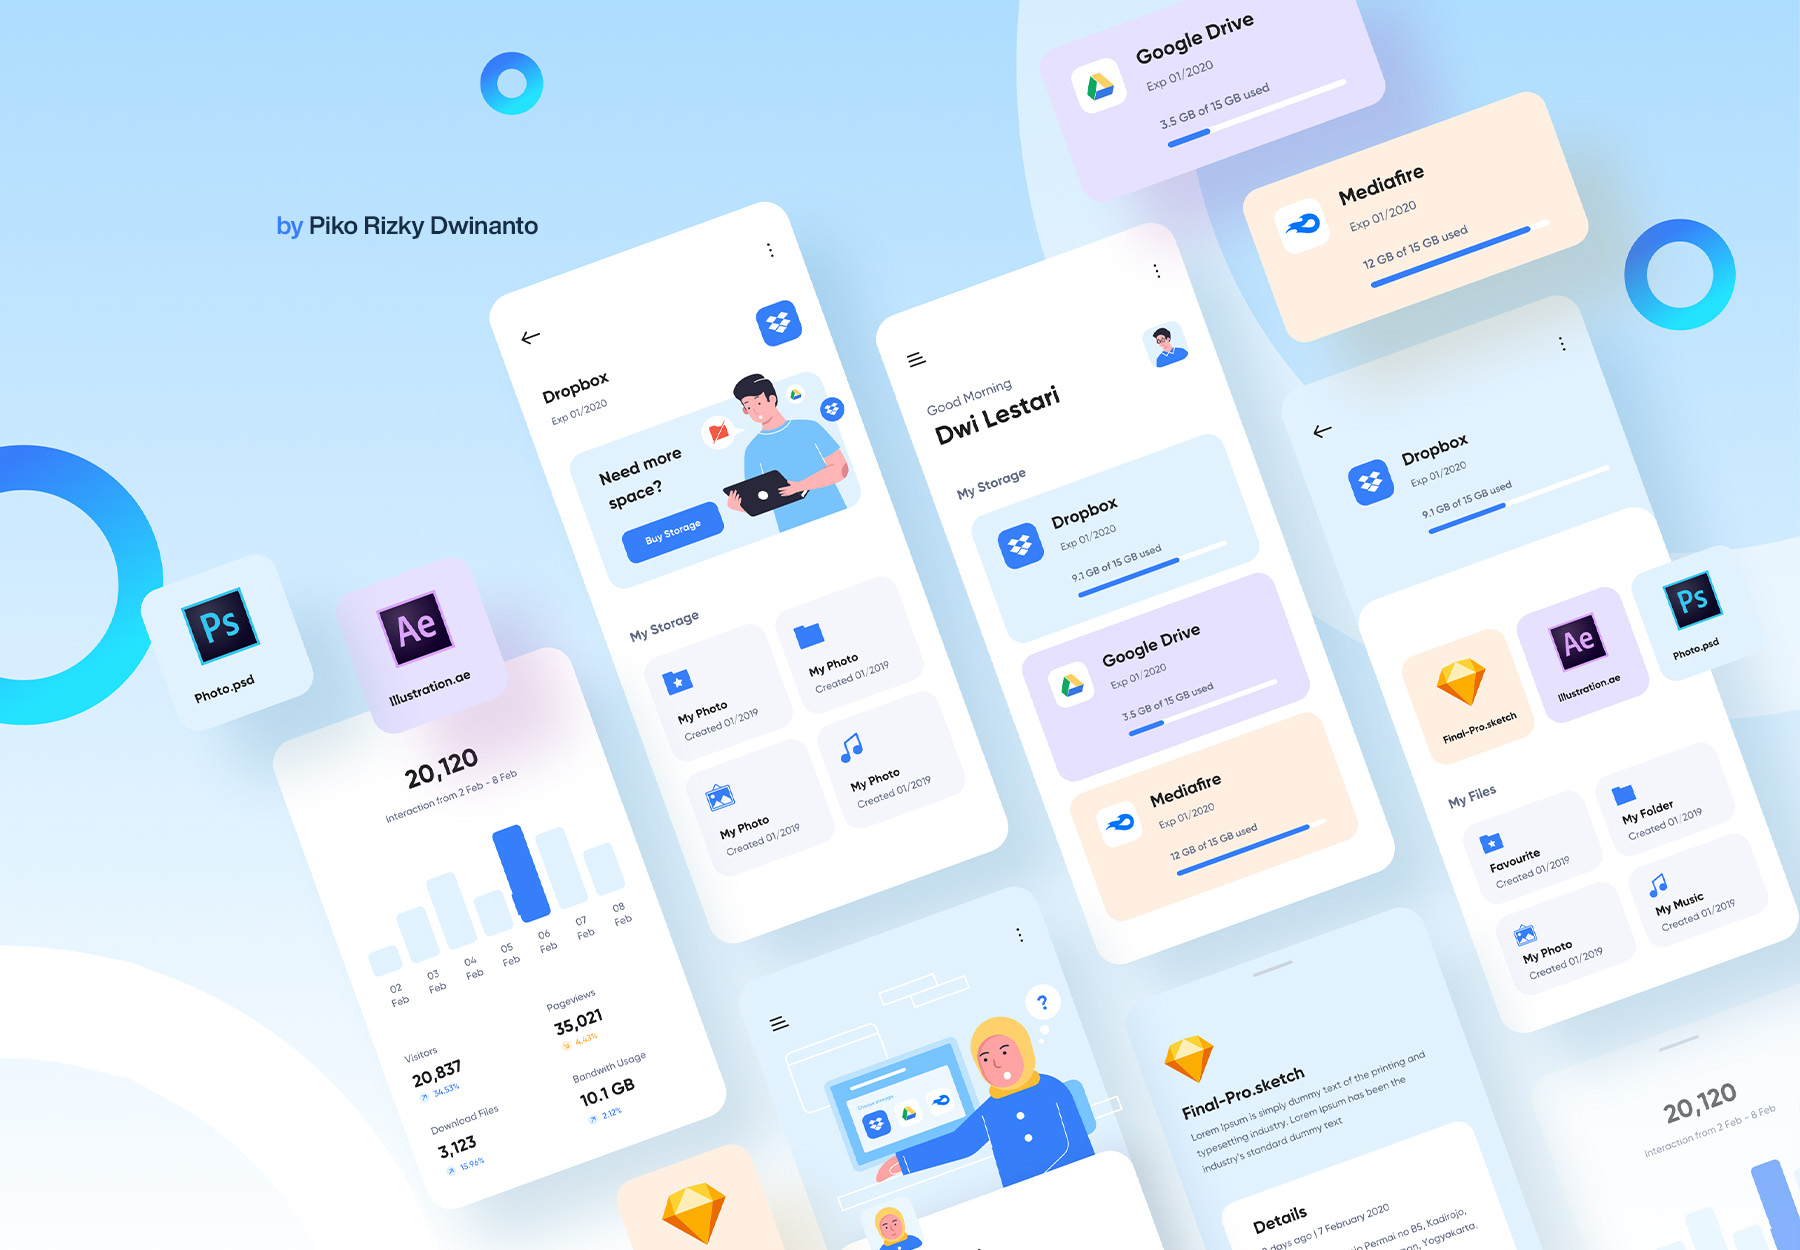 by Piko Rizky Dwinanto
Google Drive
Exp 01/2020
3.5 GB of 15 GB used
Mediafire
Exp 01/2020
12 GB of 15 GB used
Dropbox
Exp 01/2020
Need more
space?
Buy Storage
My Storage
My Photo
Created 01/2019
My Photo
Created 01/2019
My Photo
Created 01/2019
My Photo
Created 01/2019
Good Morning
Dwi Lestari
My Storage
Dropbox
Exp 01/2020
9.1 GB of 15 GB used
Google Drive
Exp 01/2020
3.5 GB of 15 GB used
Mediafire
Exp 01/2020
12 GB of 15 GB used
Dropbox
Exp 01/2020
9.1 GB of 15 GB used
Final-Pro.sketch
Ae
Illustration.ae
Ps
Photo.psd
My Files
Favourite
Created 01/2019
My Folder
Created 01/2019
My Photo
Created 01/2019
My Music
Created 01/2019
Ps
Photo.psd
Ae
Illustration.ae
20,120
Interaction from 2 Feb - 8 Feb
02
Feb
03
Feb
04
Feb
05
Feb
06
Feb
07
Feb
08
Feb
Visitors
20,837
34.53%
Pageviews
35,021
4.43%
Download Files
3,123
15.96%
Bandwith Usage
10.1 GB
2.12%
?
Choose storage
Final-Pro.sketch
Lorem Ipsum is simply dummy text of the printing and
typesetting industry. Lorem Ipsum has been the
industry's standard dummy text
Details
days ago | 7 February 2020
Permai no B5, Kadirojo,
Yogyakarta,
20,120
Interaction from 2 Feb - 8 Feb